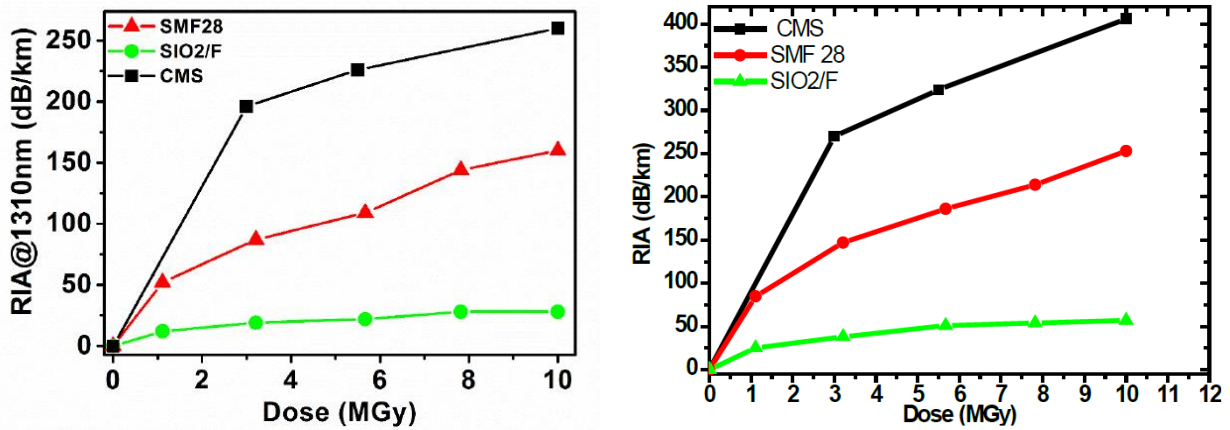 RIA@1310nm (dB/km)
250
200
150
100
50
0
SMF28
SIO2/F
CMS
0 2 4 6 8 10
Dose (MGy)
RIA (dB/km)
400
350
300
250
200
150
100
50
0
CMS
SMF 28
SIO2/F
0 1 2 3 4 5 6 7 8 9 10 11 12
Dose (MGy)